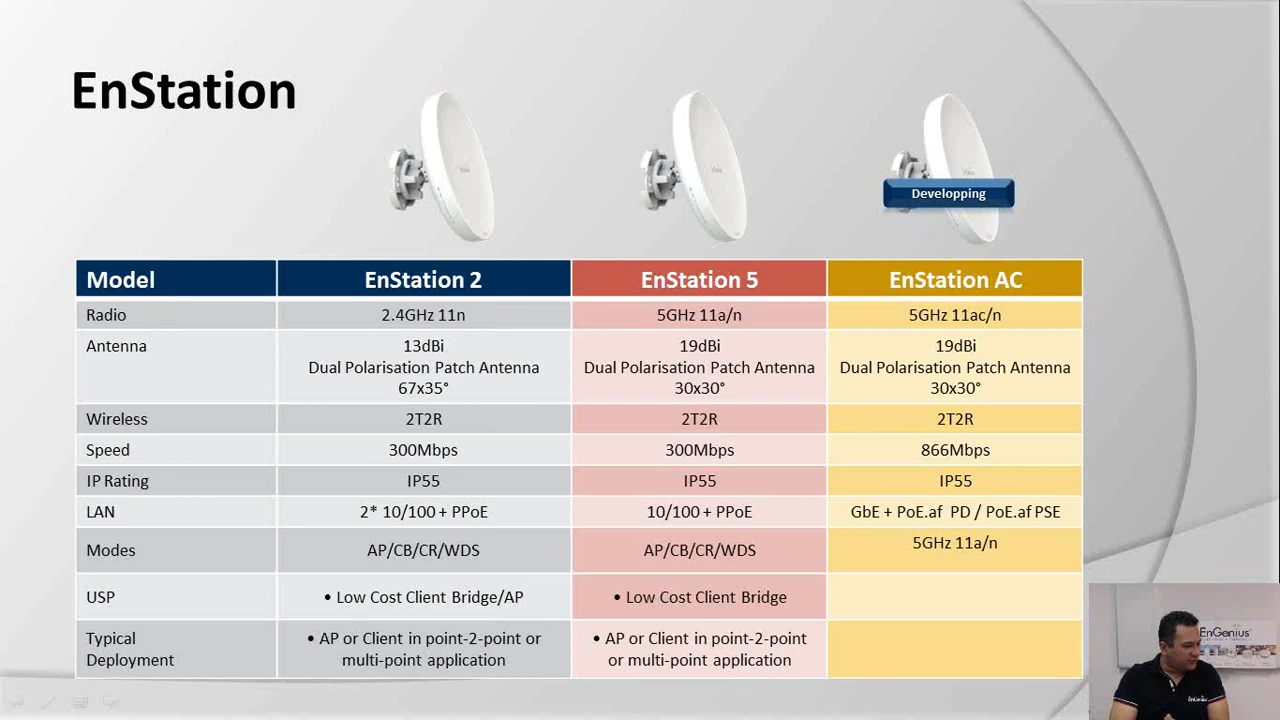 EnStation
Developping
Model EnStation 2 EnStation 5 EnStation AC
Radio 2.4GHz 11n 5GHz 11a/n 5GHz 11ac/n
Antenna 13dBi 19dBi 19dBi
Dual Polarisation Patch Antenna Dual Polarisation Patch Antenna Dual Polarisation Patch Antenna
67x35° 30x30° 30x30°
Wireless 2T2R 2T2R 2T2R
Speed 300Mbps 300Mbps 866Mbps
IP Rating IP55 IP55 IP55
LAN 2* 10/100 + PPoE 10/100 + PPoE GbE + PoE.af PD / PoE.af PSE
Modes AP/CB/CR/WDS AP/CB/CR/WDS 5GHz 11a/n
USP • Low Cost Client Bridge/AP • Low Cost Client Bridge
Typical • AP or Client in point-2-point or • AP or Client in point-2-point
Deployment multi-point application or multi-point application
EnGenius
EnGenius